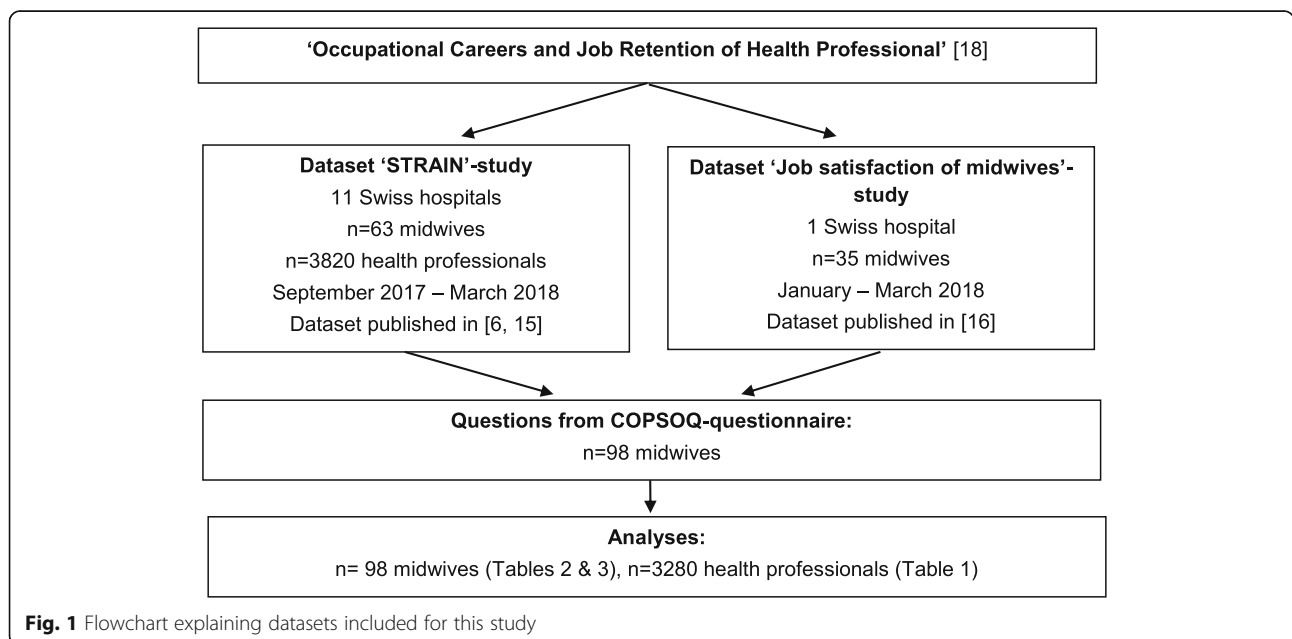 ‘Occupational Careers and Job Retention of Health Professional’ [18]
Dataset ‘STRAIN’-study
11 Swiss hospitals
n=63 midwives
n=3820 health professionals
September 2017 – March 2018
Dataset published in [6, 15]
Dataset ‘Job satisfaction of midwives’-
study
1 Swiss hospital
n=35 midwives
January – March 2018
Dataset published in [16]
Questions from COPSOQ-questionnaire:
n=98 midwives
Analyses:
n= 98 midwives (Tables 2 & 3), n=3280 health professionals (Table 1)
Fig. 1 Flowchart explaining datasets included for this study